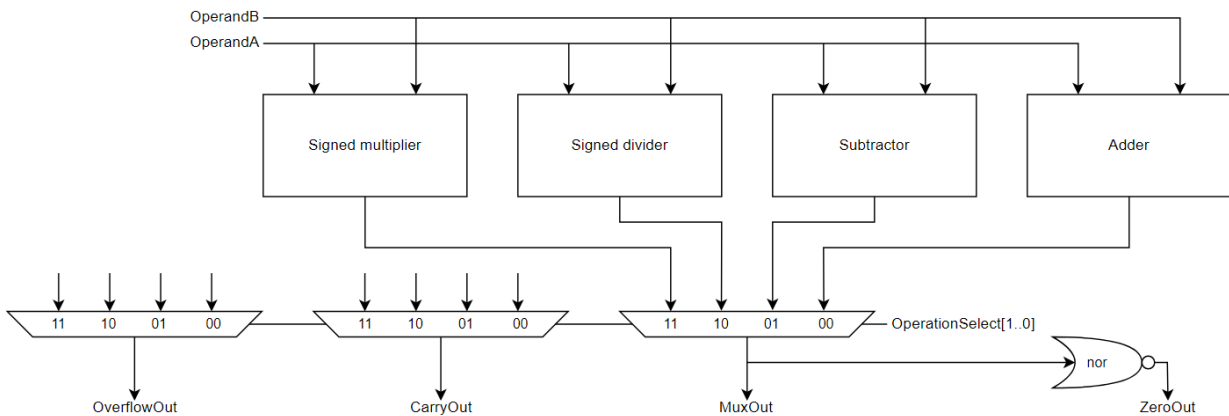 OperandB
OperandA
Signed multiplier
Signed divider
Subtractor
Adder
11 10 01 00
11 10 01 00
11 10 01 00
OperationSelect[1..0]
nor
OverflowOut
CarryOut
MuxOut
ZeroOut